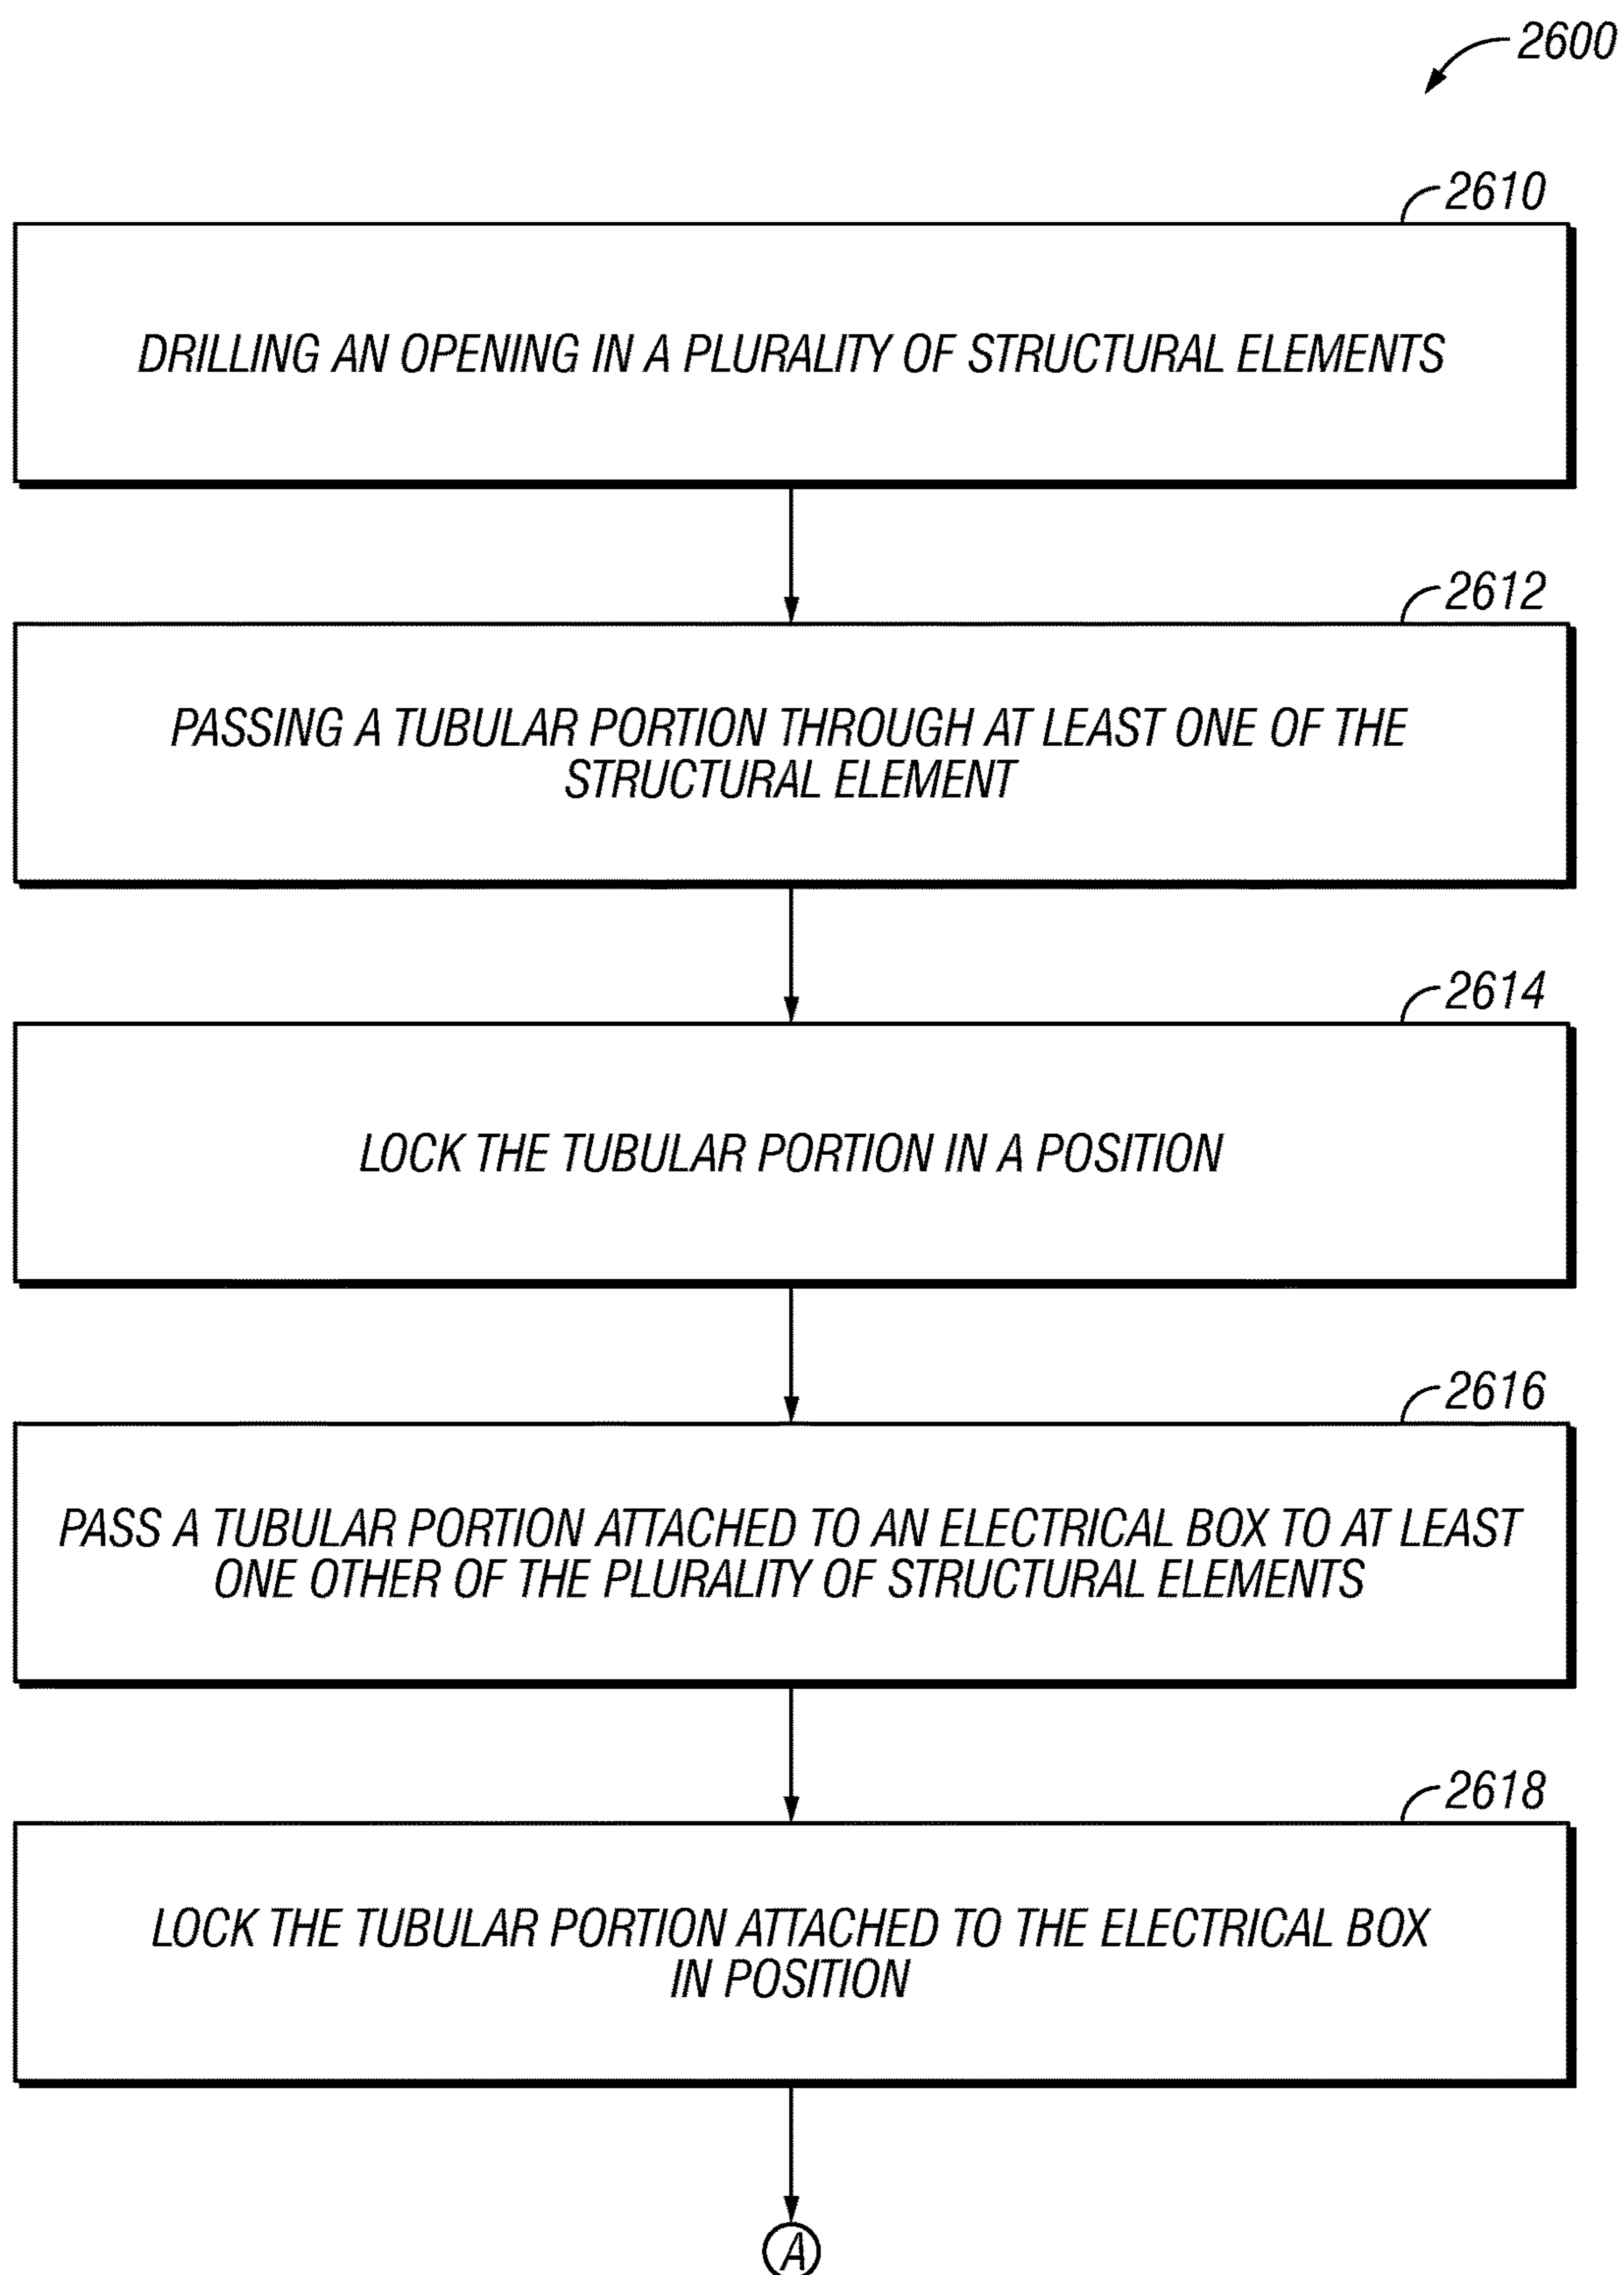 2600
2610
DRILLING AN OPENING IN A PLURALITY OF STRUCTURAL ELEMENTS
2612
PASSING A TUBULAR PORTION THROUGH AT LEAST ONE OF THE
STRUCTURAL ELEMENT
2614
LOCK THE TUBULAR PORTION IN A POSITION
2616
PASS A TUBULAR PORTION ATTACHED TO AN ELECTRICAL BOX TO AT LEAST
ONE OTHER OF THE PLURALITY OF STRUCTURAL ELEMENTS
2618
LOCK THE TUBULAR PORTION ATTACHED TO THE ELECTRICAL BOX
IN POSITION
A